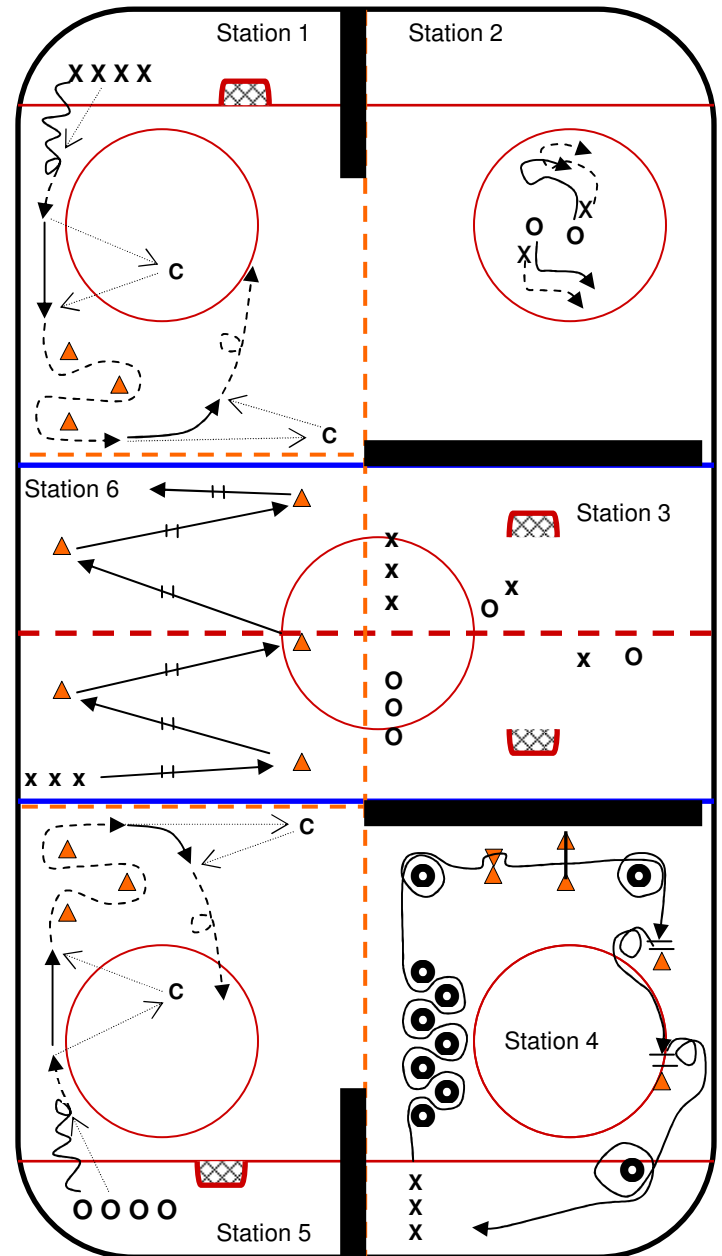 Station 1
Station 2
X X X X
X
O
O
X
C
C
Station 6
Station 3
X
X
X
X
O
X
O
O
O
O
X X X
C
C
Station 4
X
X
X
O O O O
Station 5